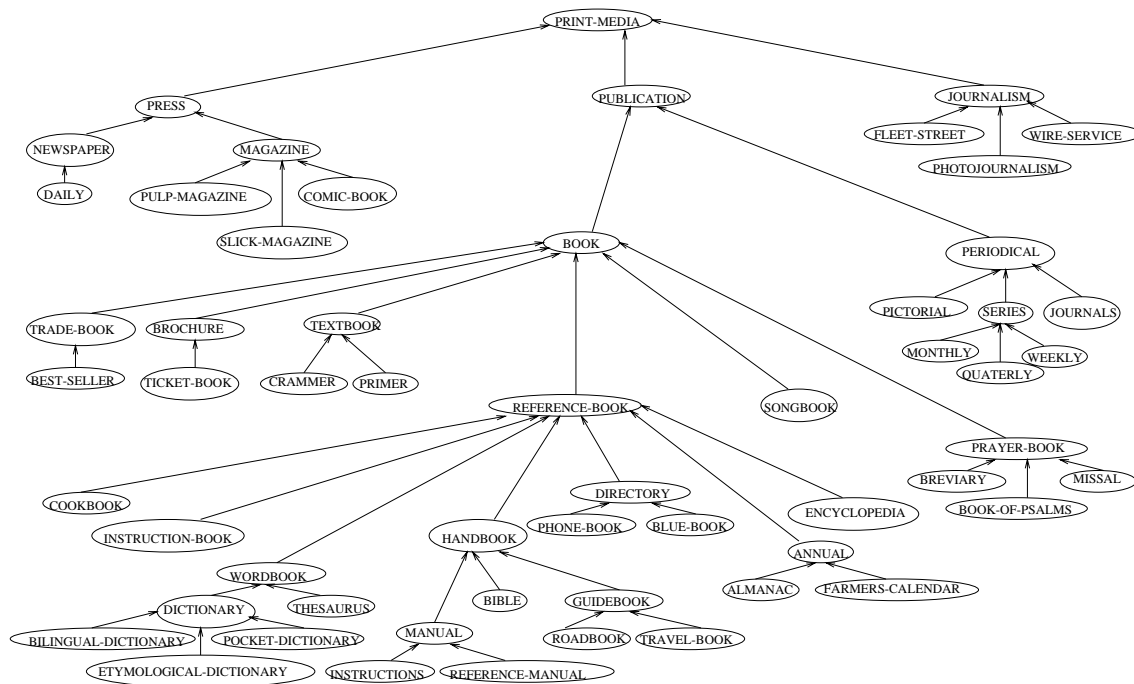 PRINT-MEDIA
PRESS
PUBLICATION
JOURNALISM
FLEET-STREET
WIRE-SERVICE
PHOTOJOURNALISM
NEWSPAPER
MAGAZINE
DAILY
PULP-MAGAZINE
COMIC-BOOK
SLICK-MAGAZINE
BOOK
PERIODICAL
PICTORIAL
SERIES
JOURNALS
MONTHLY
WEEKLY
QUATERLY
TRADE-BOOK
BROCHURE
TEXTBOOK
BEST-SELLER
TICKET-BOOK
CRAMMER
PRIMER
REFERENCE-BOOK
SONGBOOK
PRAYER-BOOK
BREVIARY
MISSAL
BOOK-OF-PSALMS
COOKBOOK
INSTRUCTION-BOOK
DIRECTORY
PHONE-BOOK
BLUE-BOOK
ENCYCLOPEDIA
HANDBOOK
ANNUAL
ALMANAC
FARMERS-CALENDAR
WORDBOOK
DICTIONARY
THESAURUS
BIBLE
GUIDEBOOK
BILINGUAL-DICTIONARY
POCKET-DICTIONARY
MANUAL
ROADBOOK
TRAVEL-BOOK
ETYMOLOGICAL-DICTIONARY
INSTRUCTIONS
REFERENCE-MANUAL